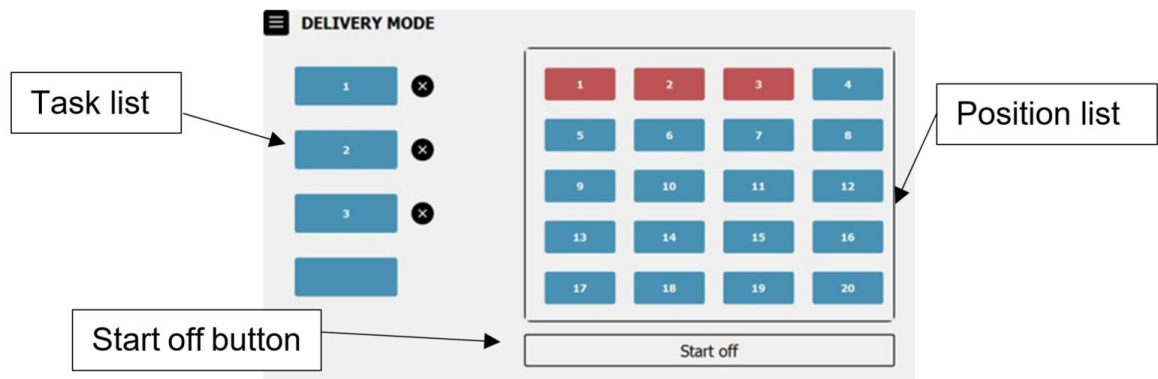 DELIVERY MODE
Task list
1
2
3
1 2 3 4
5 6 7 8
9 10 11 12
13 14 15 16
17 18 19 20
Position list
Start off button
Start off